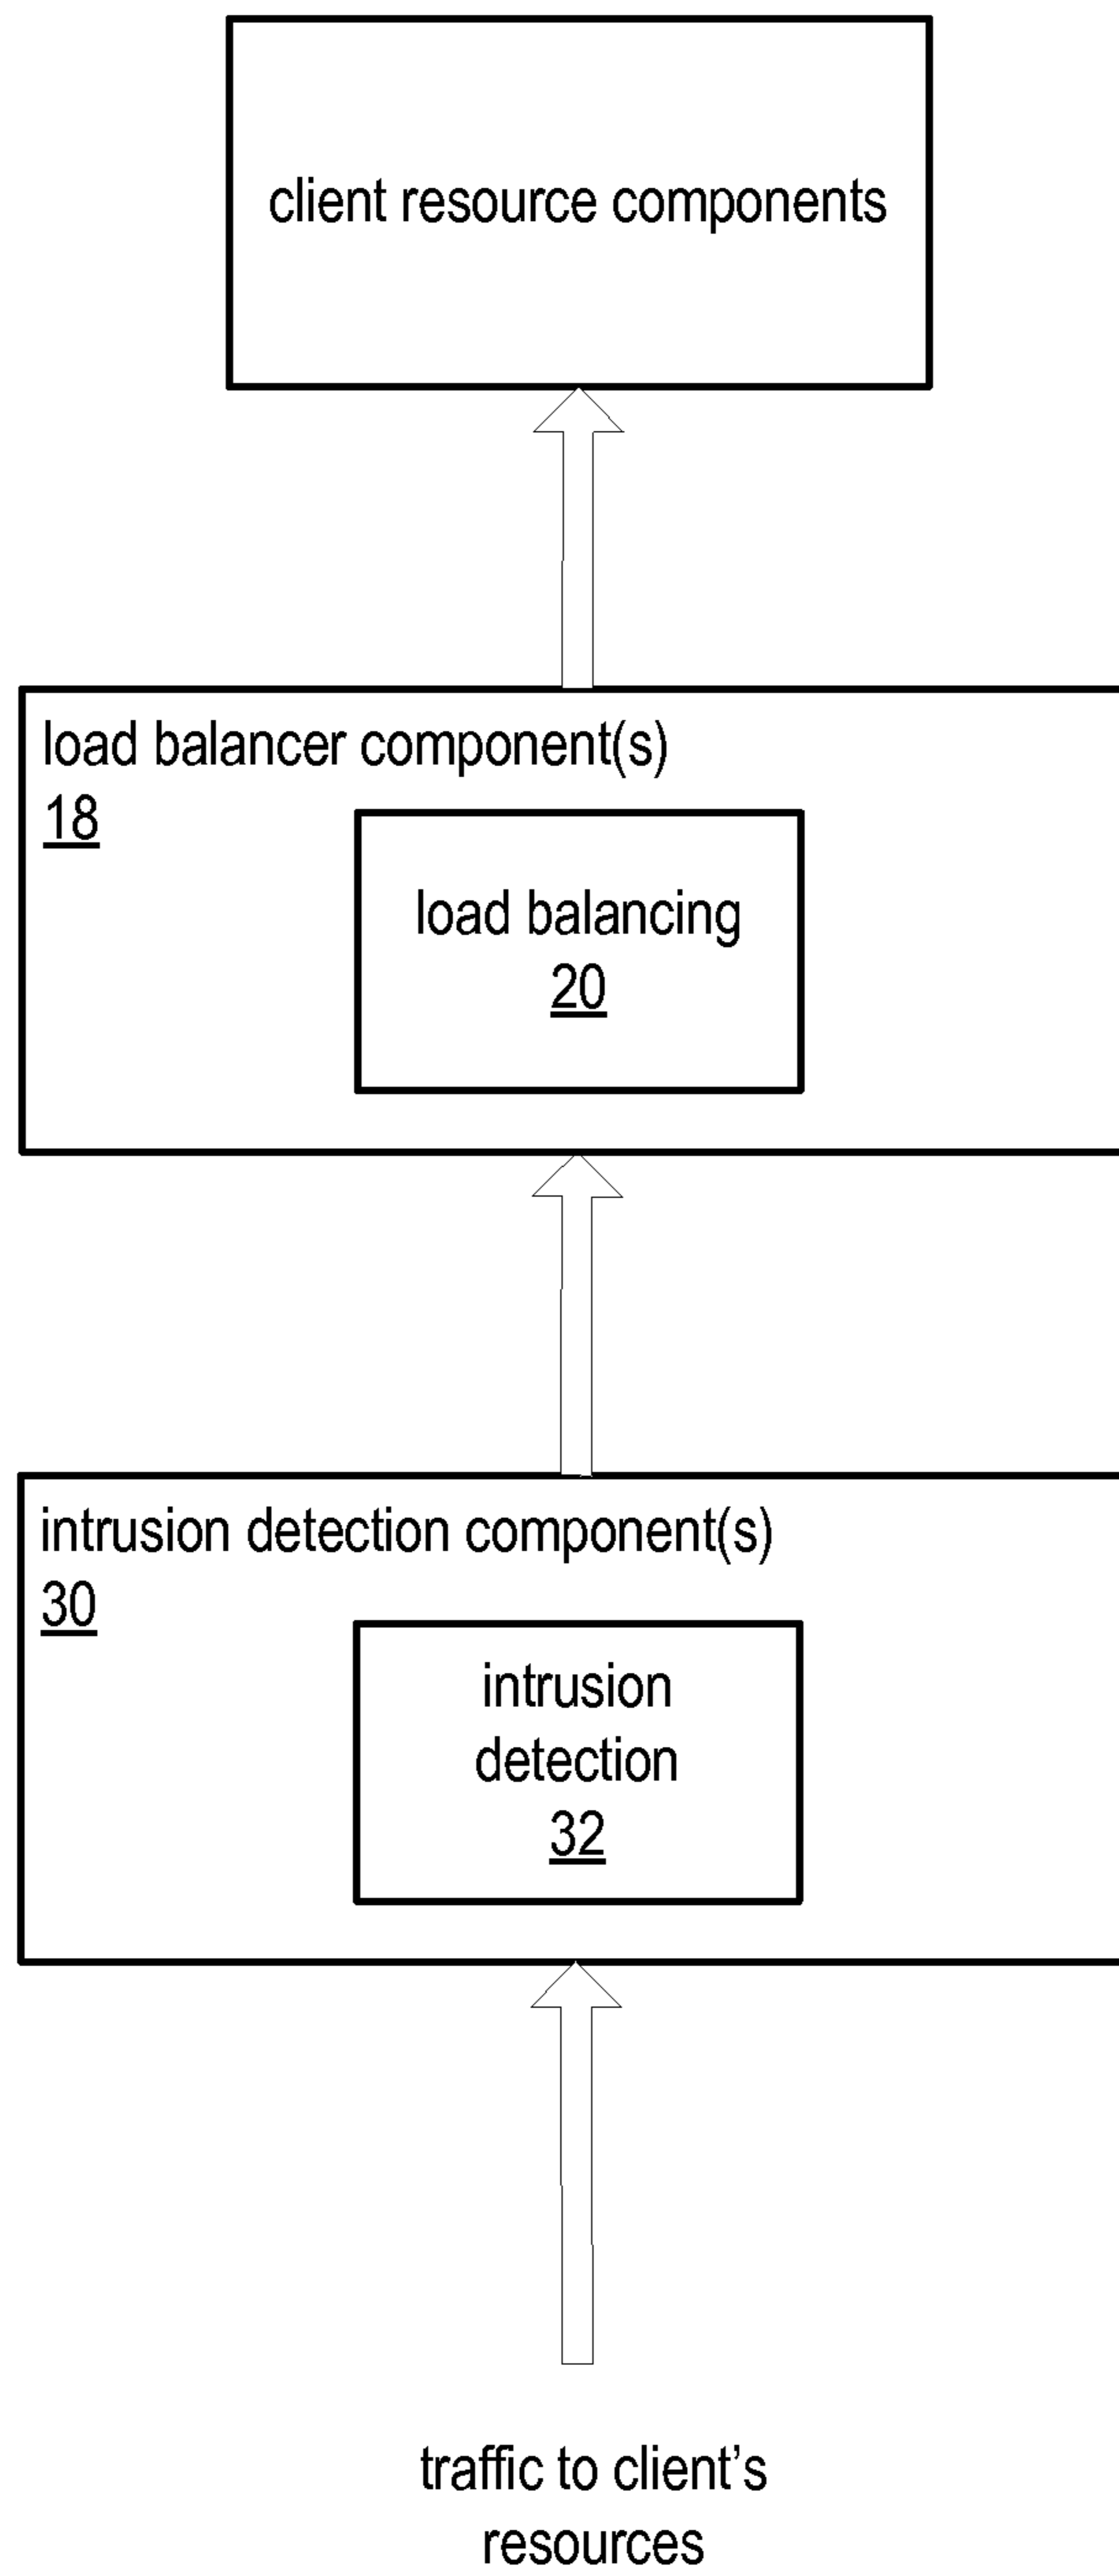 client resource components
load balancer component(s)
18
load balancing
20
intrusion detection component(s)
30
intrusion
detection
32
traffic to client’s
resources